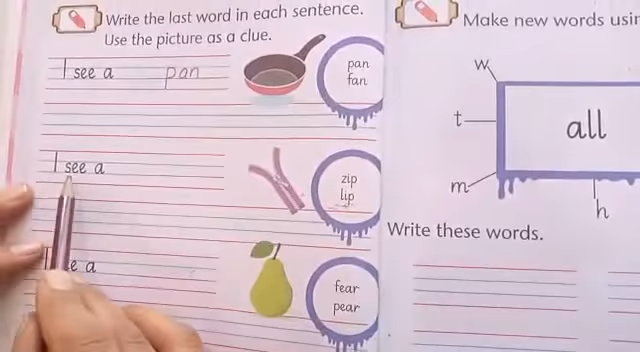 Write the last word in each sentence.
Use the picture as a clue.
I see a pan
pan
fan
I see a
zip
lip
e a
fear
pear
Make new words usin
w
t
all
m
h
Write these words.